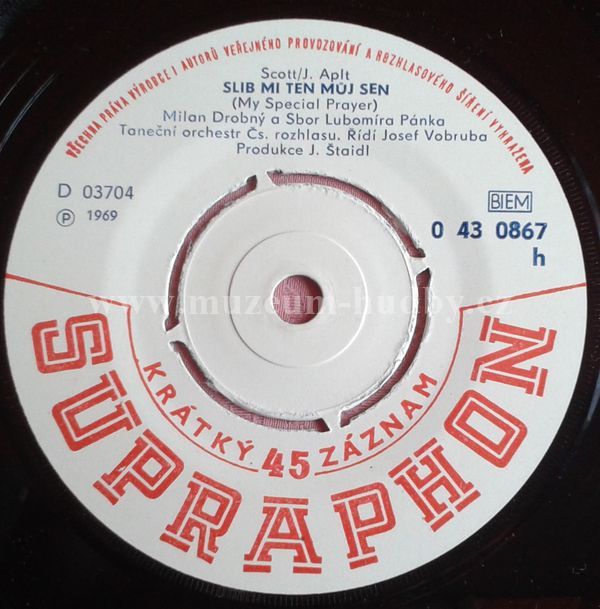 VŠECHNA PRÁVA VÝROBCE I AUTORŮ VEŘEJNÉHO PROVOZOVÁNÍ A ROZHLASOVÉHO ŠÍŘENÍ VYHRAŽENA
Scott/J. Aplt
SLIB MI TEN MŮJ SEN
(My Special Prayer)
Milan Drobný a Sbor Lubomíra Pánka
Taneční orchestr Čs. rozhlasu. Řídí Josef Vobruba
Produkce J. Štaidl
D 03704
Ⓟ 1969
BIEM
0 43 0867
h
www.muzeum-hudby.cz
KRÁTKÝ 45 ZÁZNAM
SUPRAPHON